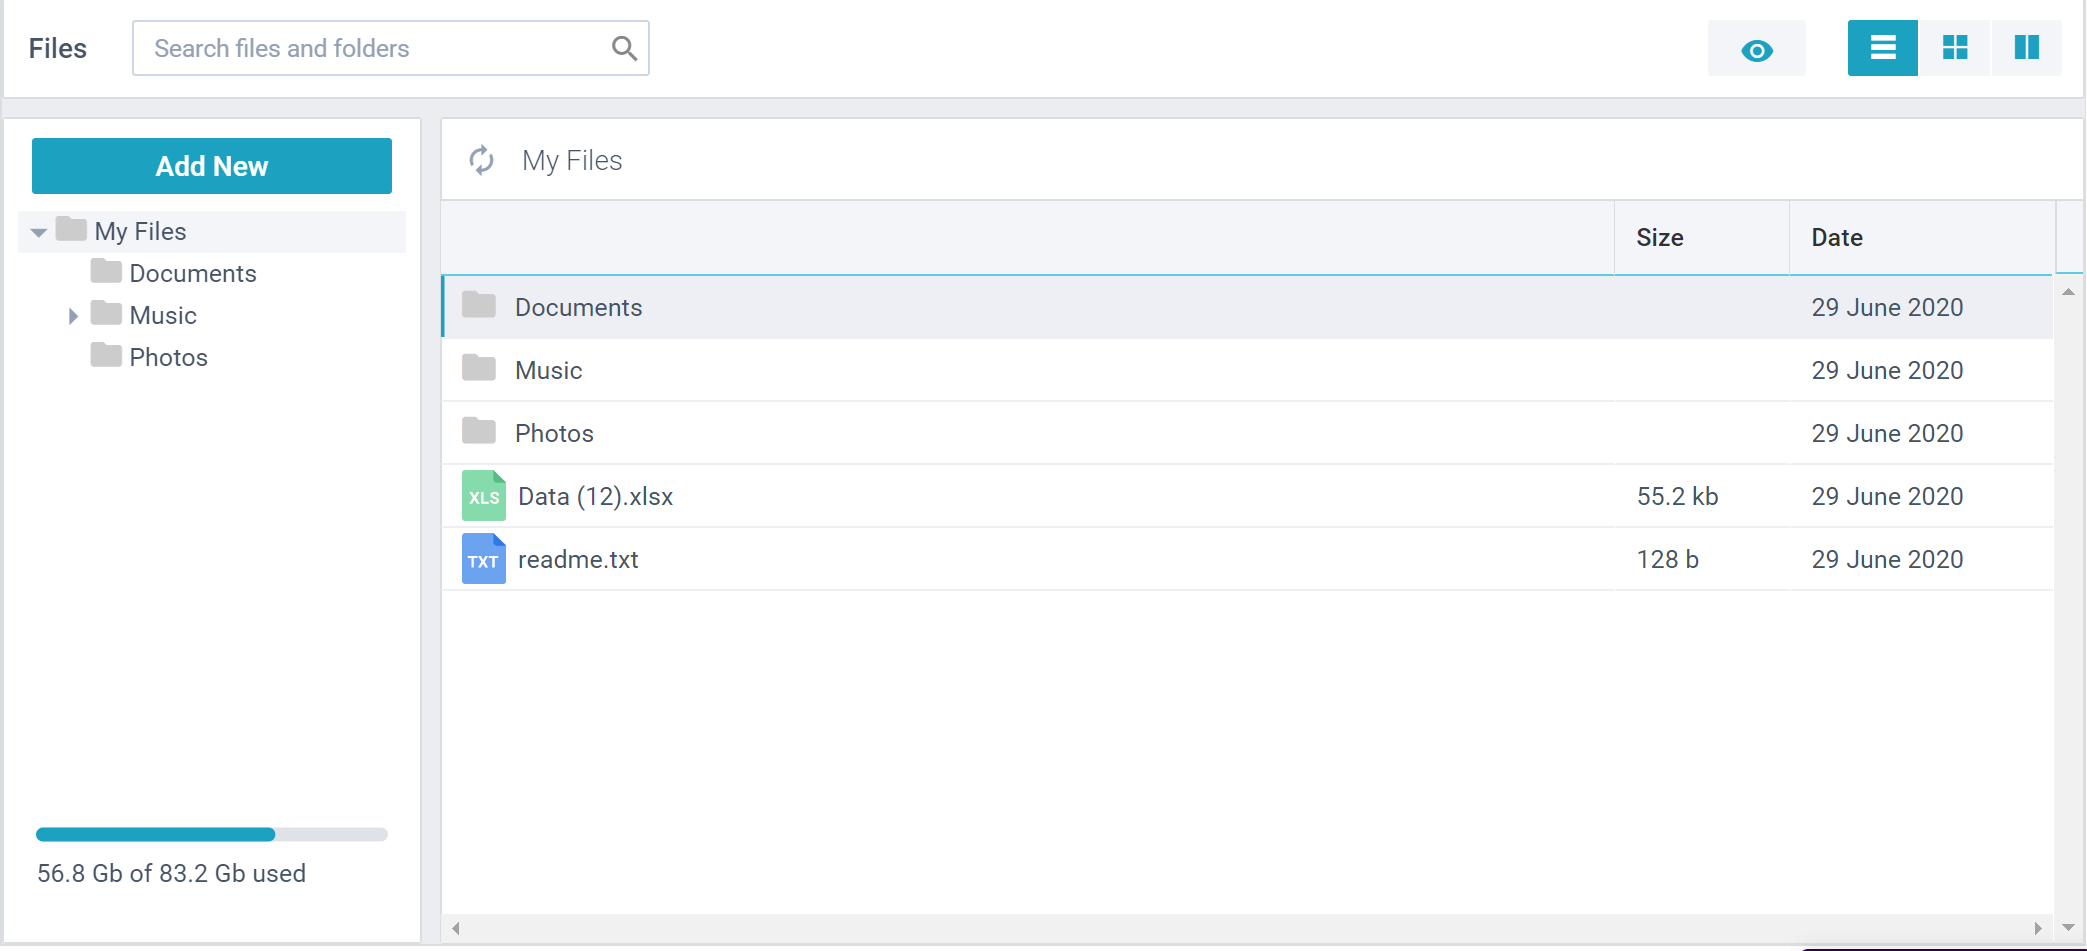 Files
Search files and folders
Add New
My Files
Documents
Music
Photos
56.8 Gb of 83.2 Gb used
My Files
Size Date
Documents 29 June 2020
Music 29 June 2020
Photos 29 June 2020
XLS Data (12).xlsx 55.2 kb 29 June 2020
TXT readme.txt 128 b 29 June 2020